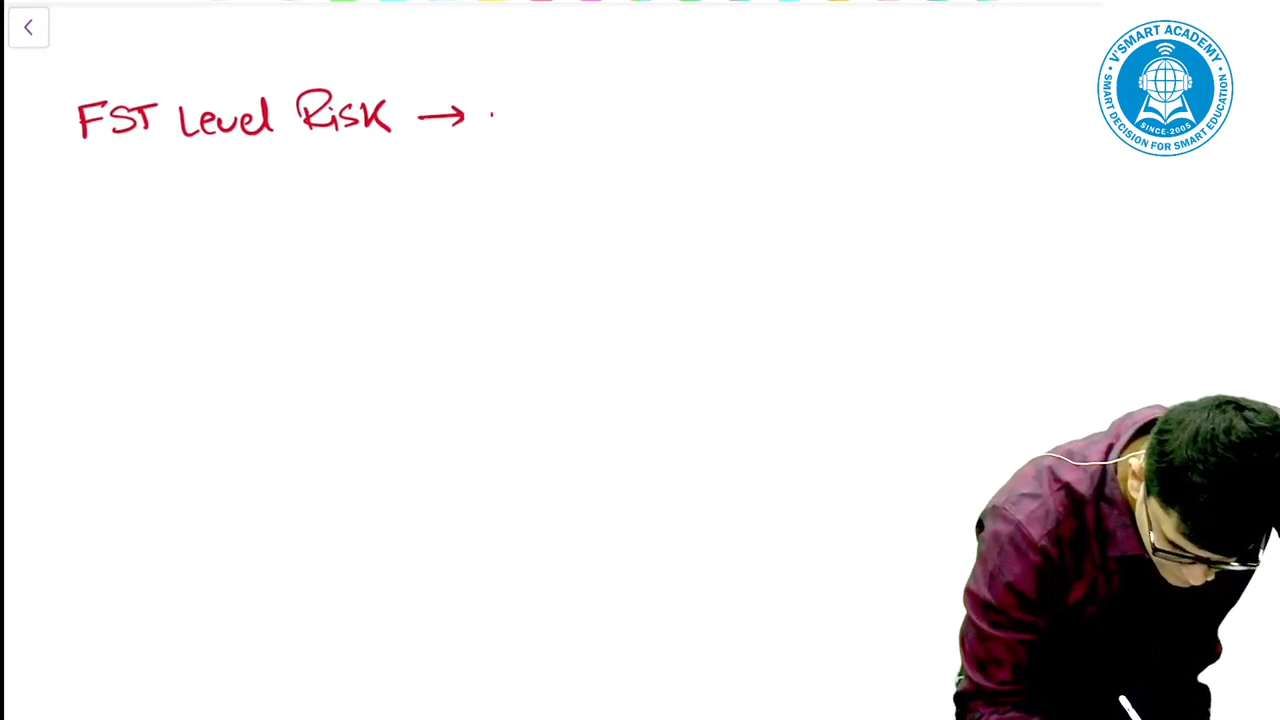 FST Level Risk →
V'SMART ACADEMY
SINCE-2005
SMART DECISION FOR SMART EDUCATION